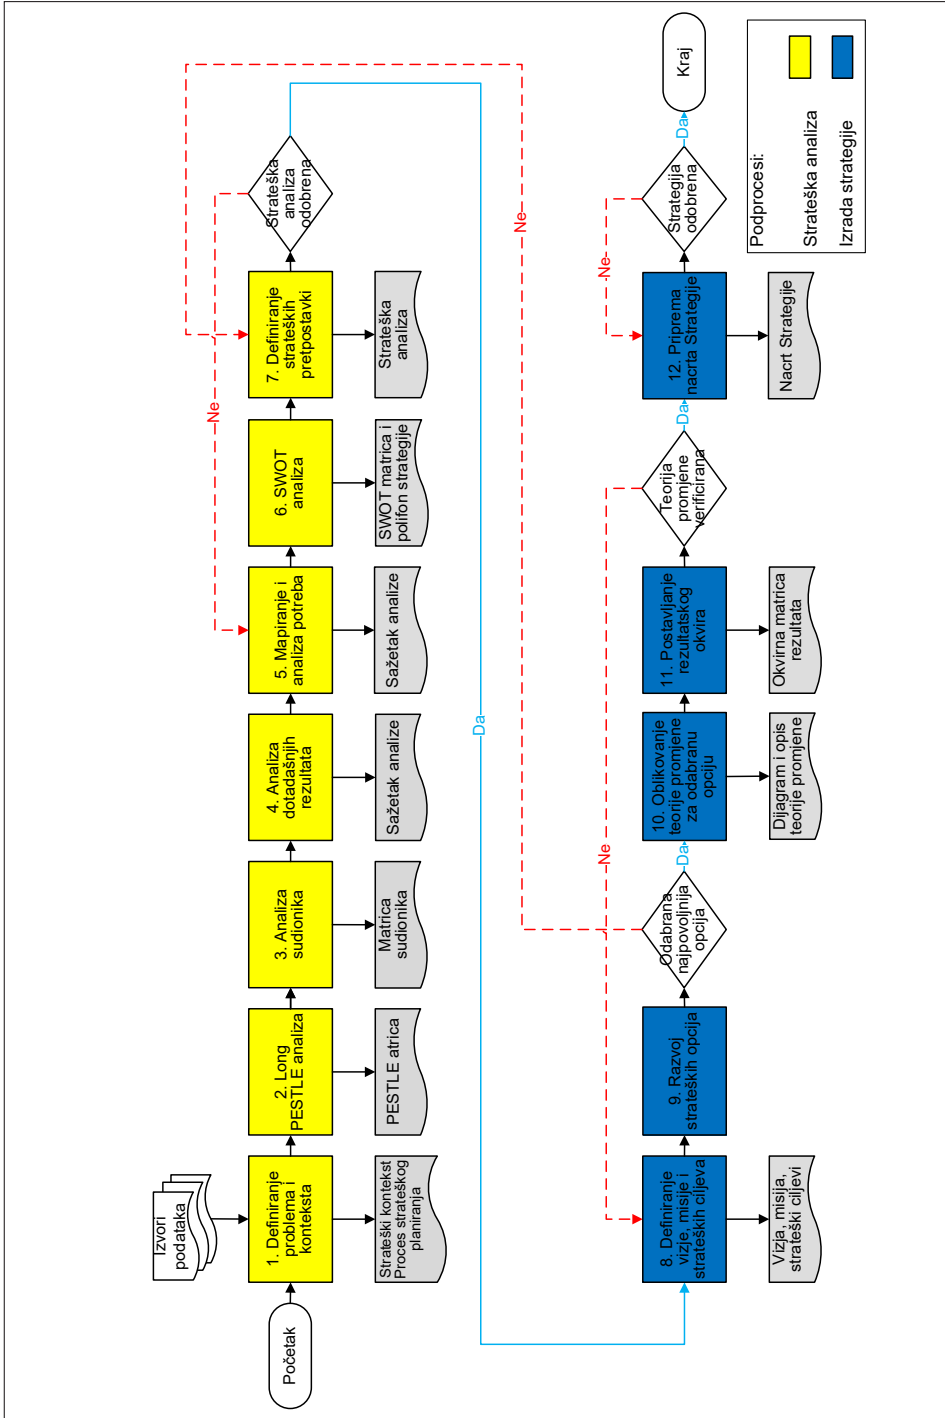 Početak
Izvori
podataka
1. Definiranje
problema i
konteksta
Strateški kontekst
Proces strateškog
planiranja
2. Long
PESTLE analiza
PESTLE atrica
3. Analiza
sudionika
Matrica
sudionika
4. Analiza
dotadašnjih
rezultata
Sažetak analize
5. Mapiranje i
analiza potreba
Sažetak analize
6. SWOT
analiza
SWOT matrica i
polifon strategije
7. Definiranje
strateških
pretpostavki
Strateška
analiza
Strateška
analiza
odobrena
Ne
Da
Ne
8. Definiranje
vizje, misije i
strateških ciljeva
Vizja, misija,
strateški ciljevi
9. Razvoj
strateških opcija
Odabrana
najpovoljnija
opcija
Da
Ne
10. Oblikovanje
teorije promjene
za odabranu
opciju
Dijagram i opis
teorije promjene
11. Postavljanje
rezultatskog
okvira
Okvirna matrica
rezultata
Teorija
promjene
verificirana
Da
12. Priprema
nacrta Strategije
Nacrt Strategije
Ne
Strategija
odobrena
Da
Kraj
Podprocesi:
Strateška analiza
Izrada strategije